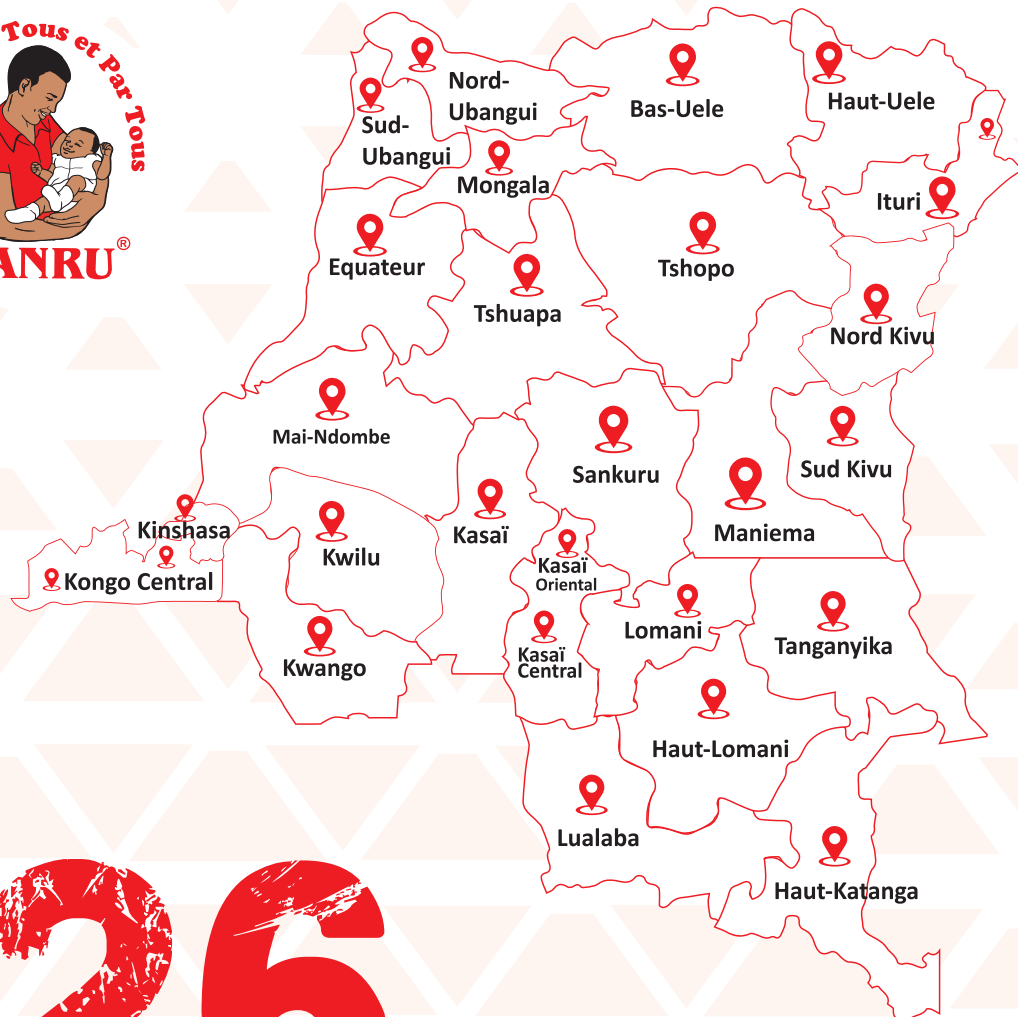 Tous et Par Tous
ANRU®
Nord-
Ubangui
Sud-
Ubangui
Bas-Uele
Haut-Uele
Mongala
Ituri
Equateur
Tshuapa
Tshopo
Nord Kivu
Mai-Ndombe
Sankuru
Sud Kivu
Kinshasa
Kwilu
Kasaï
Maniema
Kongo Central
Kasaï
Oriental
Lomani
Tanganyika
Kwango
Kasaï
Central
Haut-Lomani
Lualaba
Haut-Katanga
26